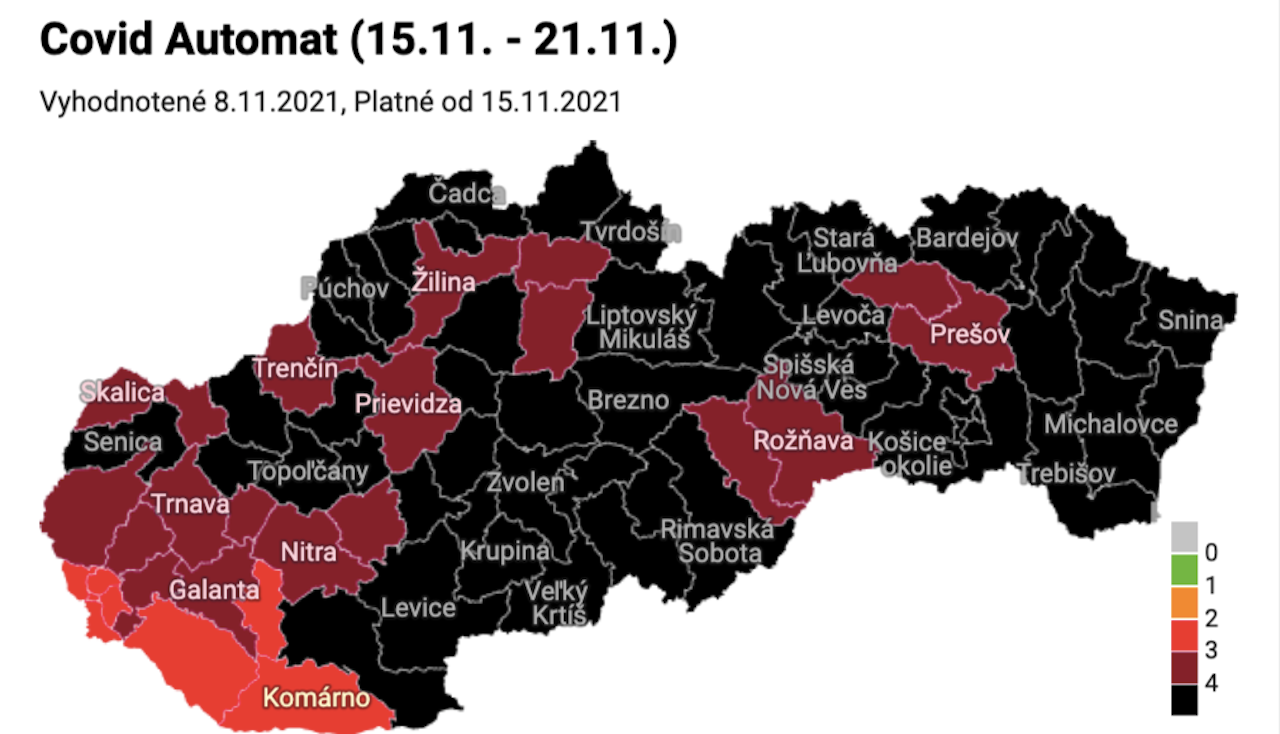 Covid Automat (15.11. - 21.11.)
Vyhodnotené 8.11.2021, Platné od 15.11.2021
Čadca
Tvrdošín
Stará
Ľubovňa
Bardejov
Púchov
Žilina
Liptovský
Mikuláš
Levoča
Prešov
Snina
Trenčín
Spišská
Nová Ves
Skalica
Prievidza
Brezno
Senica
Rožňava
Košice
okolie
Michalovce
Topoľčany
Zvolen
Trebišov
Trnava
Nitra
Krupina
Rimavská
Sobota
Galanta
Levice
Veľký
Krtíš
Komárno
0
1
2
3
4